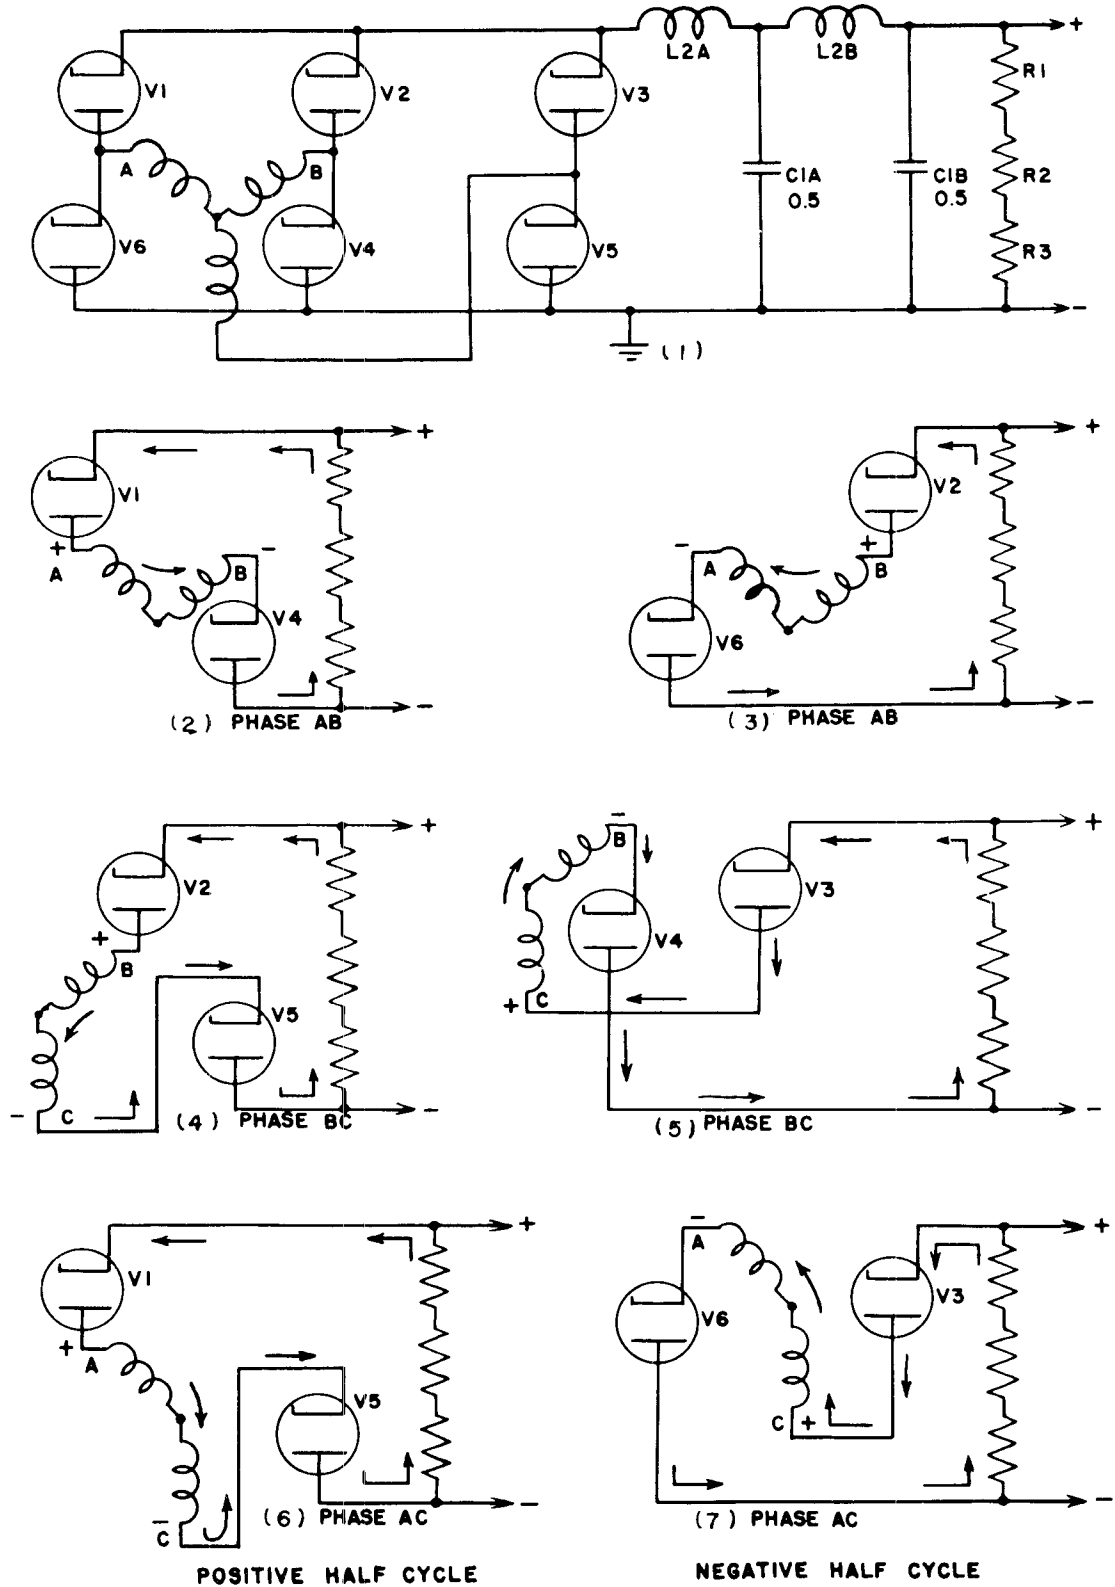 +
L2A L2B
V1 V2 V3 R1
A B C1A 0.5 C1B 0.5 R2
V6 V4 V5 R3
-
(1)
+ +
V1 V2
+ A B - - A B +
V4 V6
- -
(2) PHASE AB (3) PHASE AB
+ - B +
V2 V3
+ B V4
V5 + C
- C - -
(4) PHASE BC (5) PHASE BC
+ - A +
V1 V6 V3
+ A
V5 C +
- C - -
(6) PHASE AC (7) PHASE AC
POSITIVE HALF CYCLE NEGATIVE HALF CYCLE